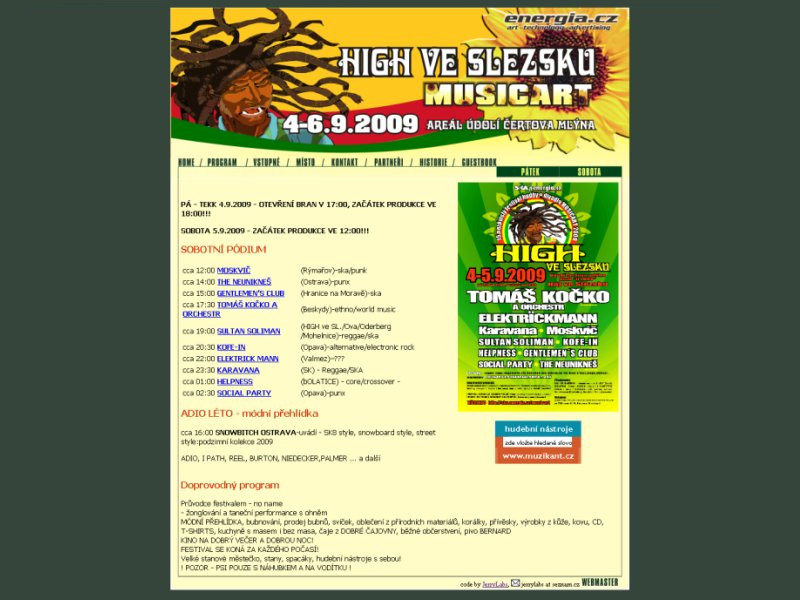 energia.cz
art - technology - advertising
HIGH VE SLEZSKU
MUSICART
4-6.9.2009 AREÁL ÚDOLÍ ČERTOVA MLÝNA
HOME / PROGRAM / VSTUPNÉ / MÍSTO / KONTAKT / PARTNEŘI / HISTORIE / GUESTBOOK
PÁTEK SOBOTA
PÁ - TEKK 4.9.2009 - OTEVŘENÍ BRAN V 17:00, ZAČÁTEK PRODUKCE VE
18:00!!!
SOBOTA 5.9.2009 - ZAČÁTEK PRODUKCE VE 12:00!!!
SOBOTNÍ PÓDIUM
cca 12:00 MOSKVIČ (Rýmařov)-ska/punk
cca 14:00 THE NEUNIKNEŠ (Ostrava)-punx
cca 15:00 GENTLEMEN'S CLUB (Hranice na Moravě)-ska
cca 17:30 TOMÁŠ KOČKO A
ORCHESTR (Beskydy)-ethno/world music
cca 19:00 SULTAN SOLIMAN (HIGH ve SL./Ova/Oderberg
/Mohelnice)-reggae/ska
cca 20:30 KOFE-IN (Opava)-alternative/electronic rock
cca 22:00 ELEKTRICK MANN (Valmez)-???
cca 23:30 KARAVANA (SK) - Reggae/SKA
cca 01:00 HELPNESS (bOLATICE) - core/crossover -
cca 02:30 SOCIAL PARTY (Opava)-punx
ADIO LÉTO - módní přehlídka
cca 16:00 SNOWBITCH OSTRAVA-uvádí - SK8 style, snowboard style, street
style:podzimní kolekce 2009
ADIO, I PATH, REEL, BURTON, NIEDECKER,PALMER ... a další
Doprovodný program
Průvodce festivalem - no name
- žonglování a taneční performance s ohněm
MÓDNÍ PŘEHLÍDKA, bubnování, prodej bubnů, svíček, oblečení z přírodních materiálů, korálky, přívěsky, výrobky z kůže, kovu, CD,
T-SHIRTS, kuchyně s masem i bez masa, čaje z DOBRÉ ČAJOVNY, běžné občerstvení, pivo BERNARD
KINO NA DOBRÝ VEČER A DOBROU NOC!
FESTIVAL SE KONÁ ZA KAŽDÉHO POČASÍ!
Velké stanové městečko, stany, spacáky, hudební nástroje s sebou!
! POZOR - PSI POUZE S NÁHUBKEM A NA VODÍTKU !
HIGH
VE SLEZSKU
4-5.9.2009
TOMÁŠ KOČKO
A ORCHESTR
ELEKTRİCKMANN
Karavana • Moskvič
SULTAN SOLIMAN • KOFE-IN
HELPNESS • GENTLEMEN'S CLUB
SOCIAL PARTY • THE NEUNIKNEŠ
hudební nástroje
zde vložte hledané slovo
www.muzikant.cz
code by JerryLabs, jerrylabs at seznam.cz WEBMASTER